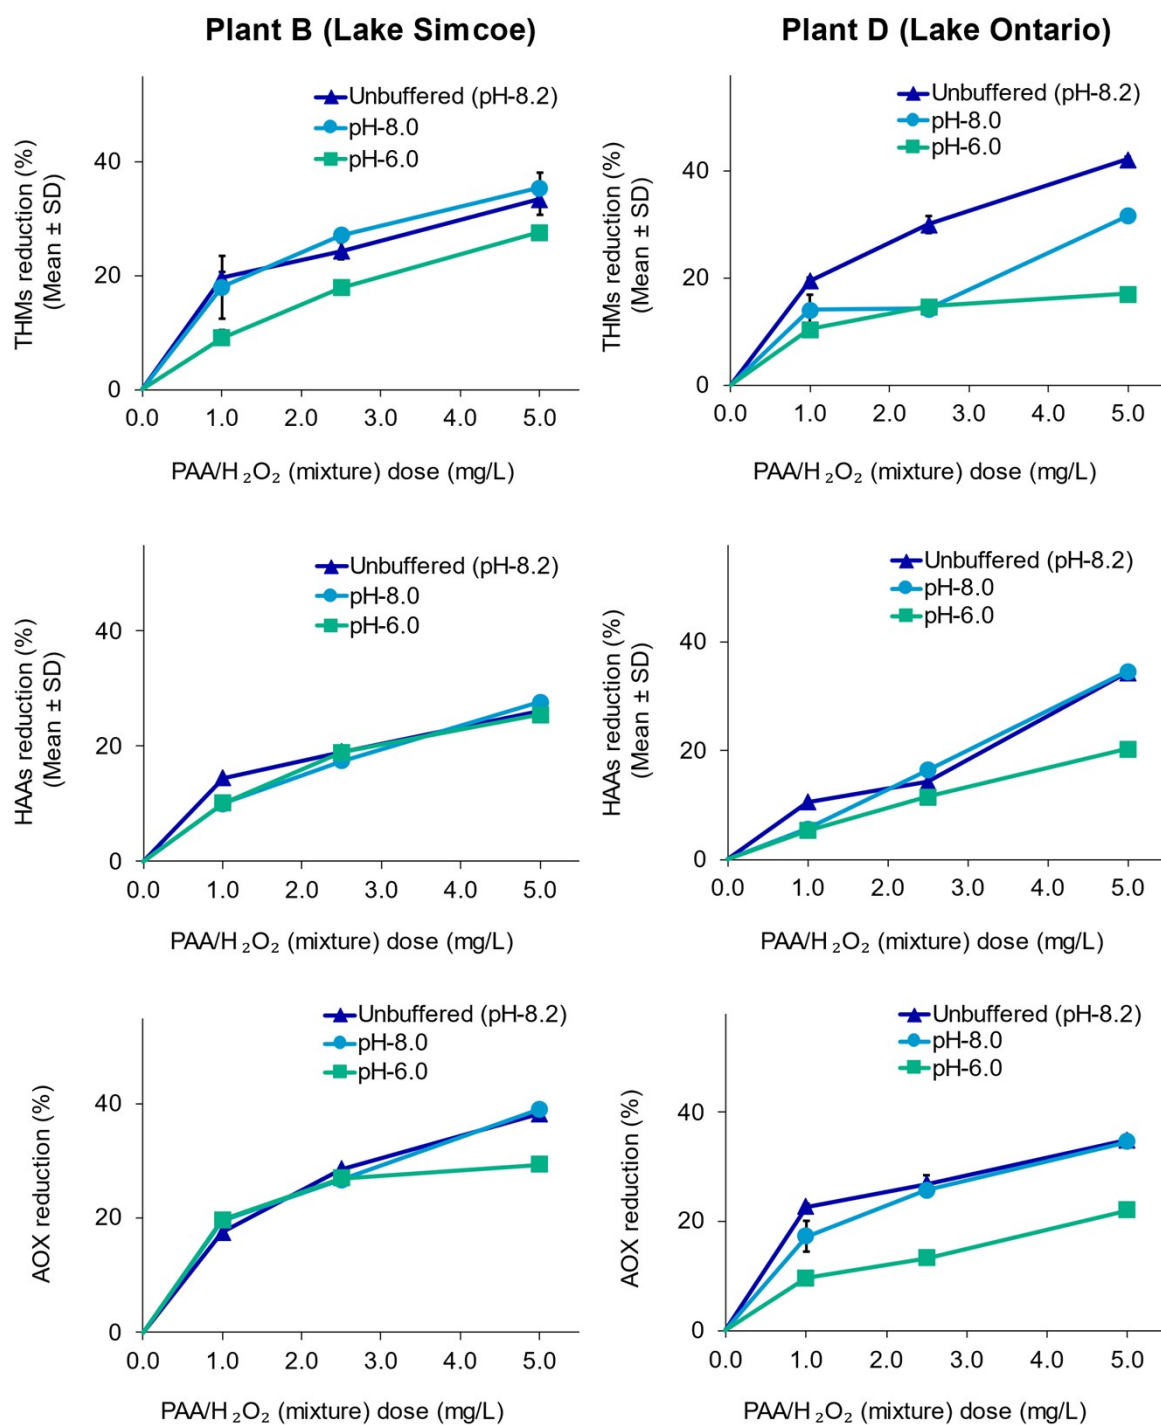 Plant B (Lake Simcoe)
Plant D (Lake Ontario)
THMs reduction (%)
(Mean ± SD)
Unbuffered (pH-8.2)
pH-8.0
pH-6.0
40
20
0
0.0 1.0 2.0 3.0 4.0 5.0
PAA/H₂O₂ (mixture) dose (mg/L)
THMs reduction (%)
(Mean ± SD)
Unbuffered (pH-8.2)
pH-8.0
pH-6.0
40
20
0
0.0 1.0 2.0 3.0 4.0 5.0
PAA/H₂O₂ (mixture) dose (mg/L)
HAAs reduction (%)
(Mean ± SD)
Unbuffered (pH-8.2)
pH-8.0
pH-6.0
40
20
0
0.0 1.0 2.0 3.0 4.0 5.0
PAA/H₂O₂ (mixture) dose (mg/L)
HAAs reduction (%)
(Mean ± SD)
Unbuffered (pH-8.2)
pH-8.0
pH-6.0
40
20
0
0.0 1.0 2.0 3.0 4.0 5.0
PAA/H₂O₂ (mixture) dose (mg/L)
AOX reduction (%)
Unbuffered (pH-8.2)
pH-8.0
pH-6.0
40
20
0
0.0 1.0 2.0 3.0 4.0 5.0
PAA/H₂O₂ (mixture) dose (mg/L)
AOX reduction (%)
Unbuffered (pH-8.2)
pH-8.0
pH-6.0
40
20
0
0.0 1.0 2.0 3.0 4.0 5.0
PAA/H₂O₂ (mixture) dose (mg/L)